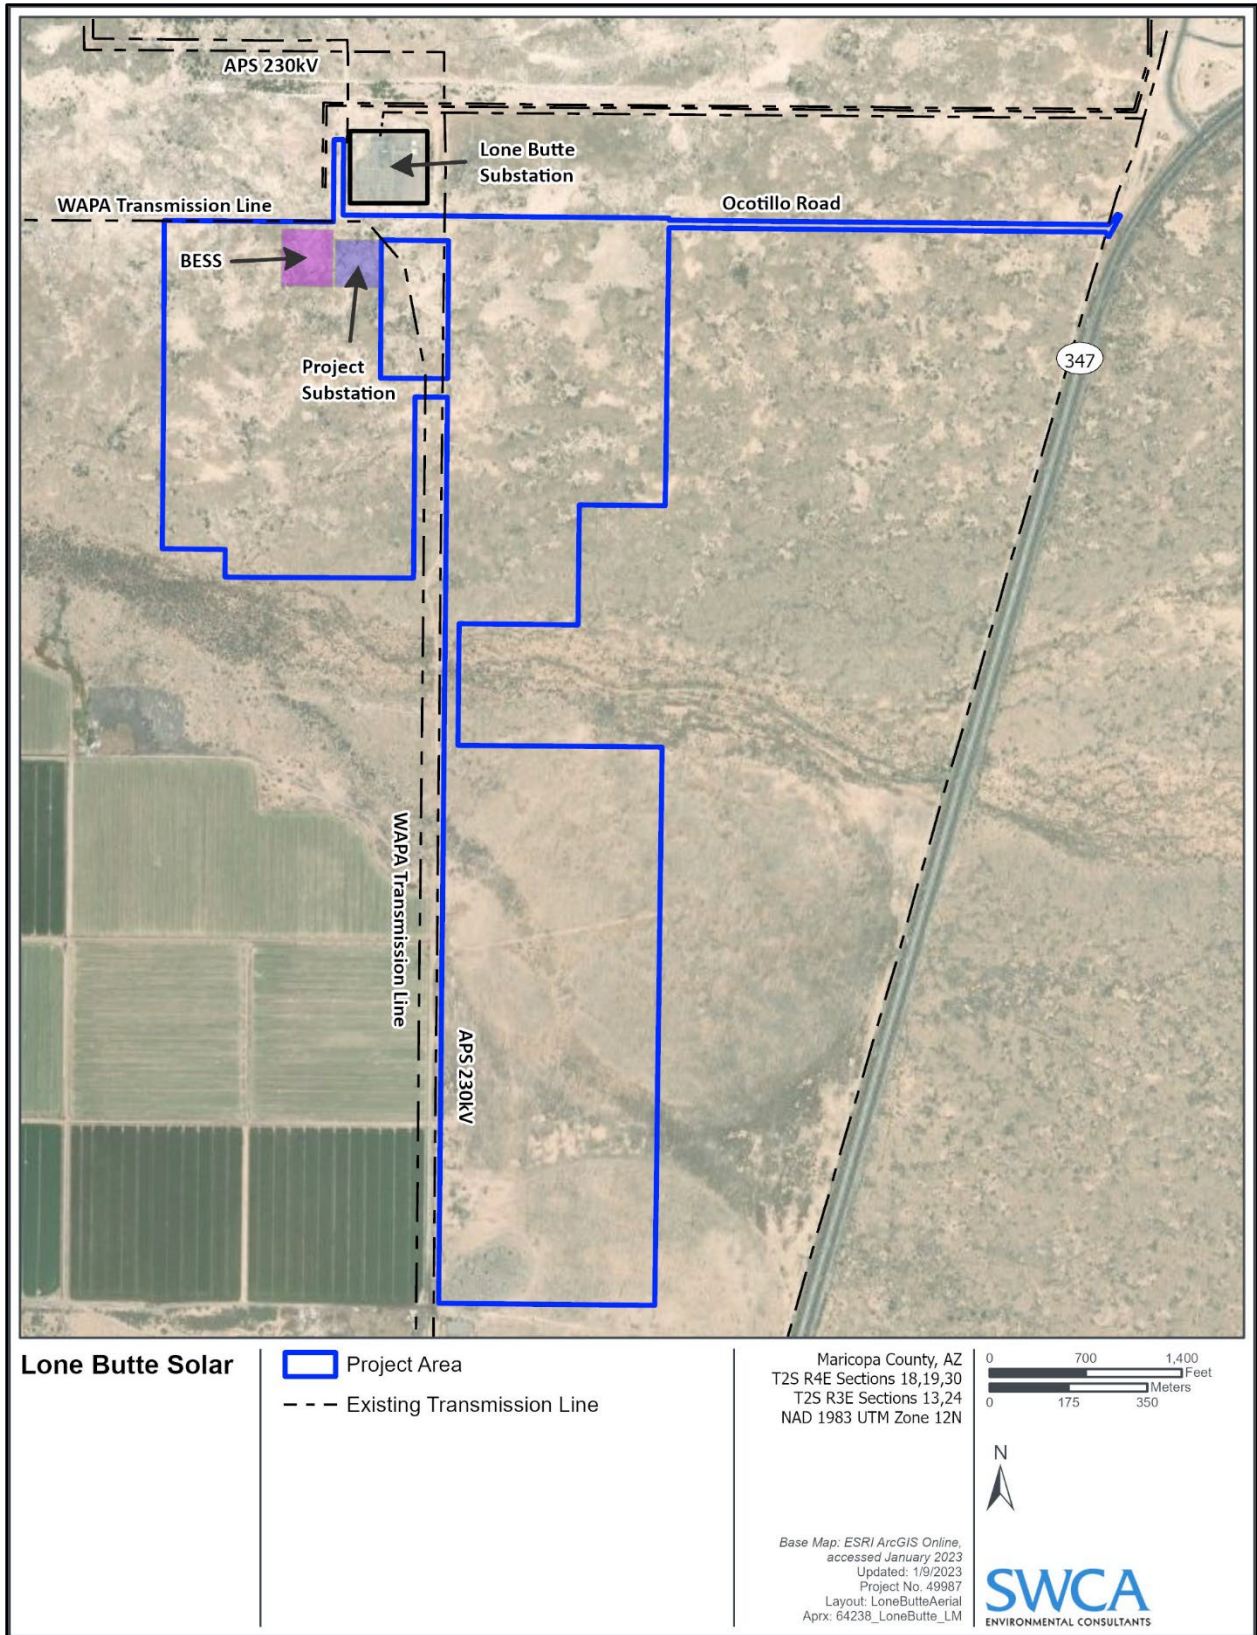 APS 230kV
Lone Butte
Substation
WAPA Transmission Line
Ocotillo Road
BESS
Project
Substation
347
WAPA Transmission Line
APS 230kV
Lone Butte Solar
Project Area
Existing Transmission Line
Maricopa County, AZ
T2S R4E Sections 18,19,30
T2S R3E Sections 13,24
NAD 1983 UTM Zone 12N
0 700 1,400
Feet
Meters
0 175 350
N
Base Map: ESRI ArcGIS Online,
accessed January 2023
Updated: 1/9/2023
Project No. 49987
Layout: LoneButteAerial
Aprx: 64238_LoneButte_LM
SWCA
ENVIRONMENTAL CONSULTANTS